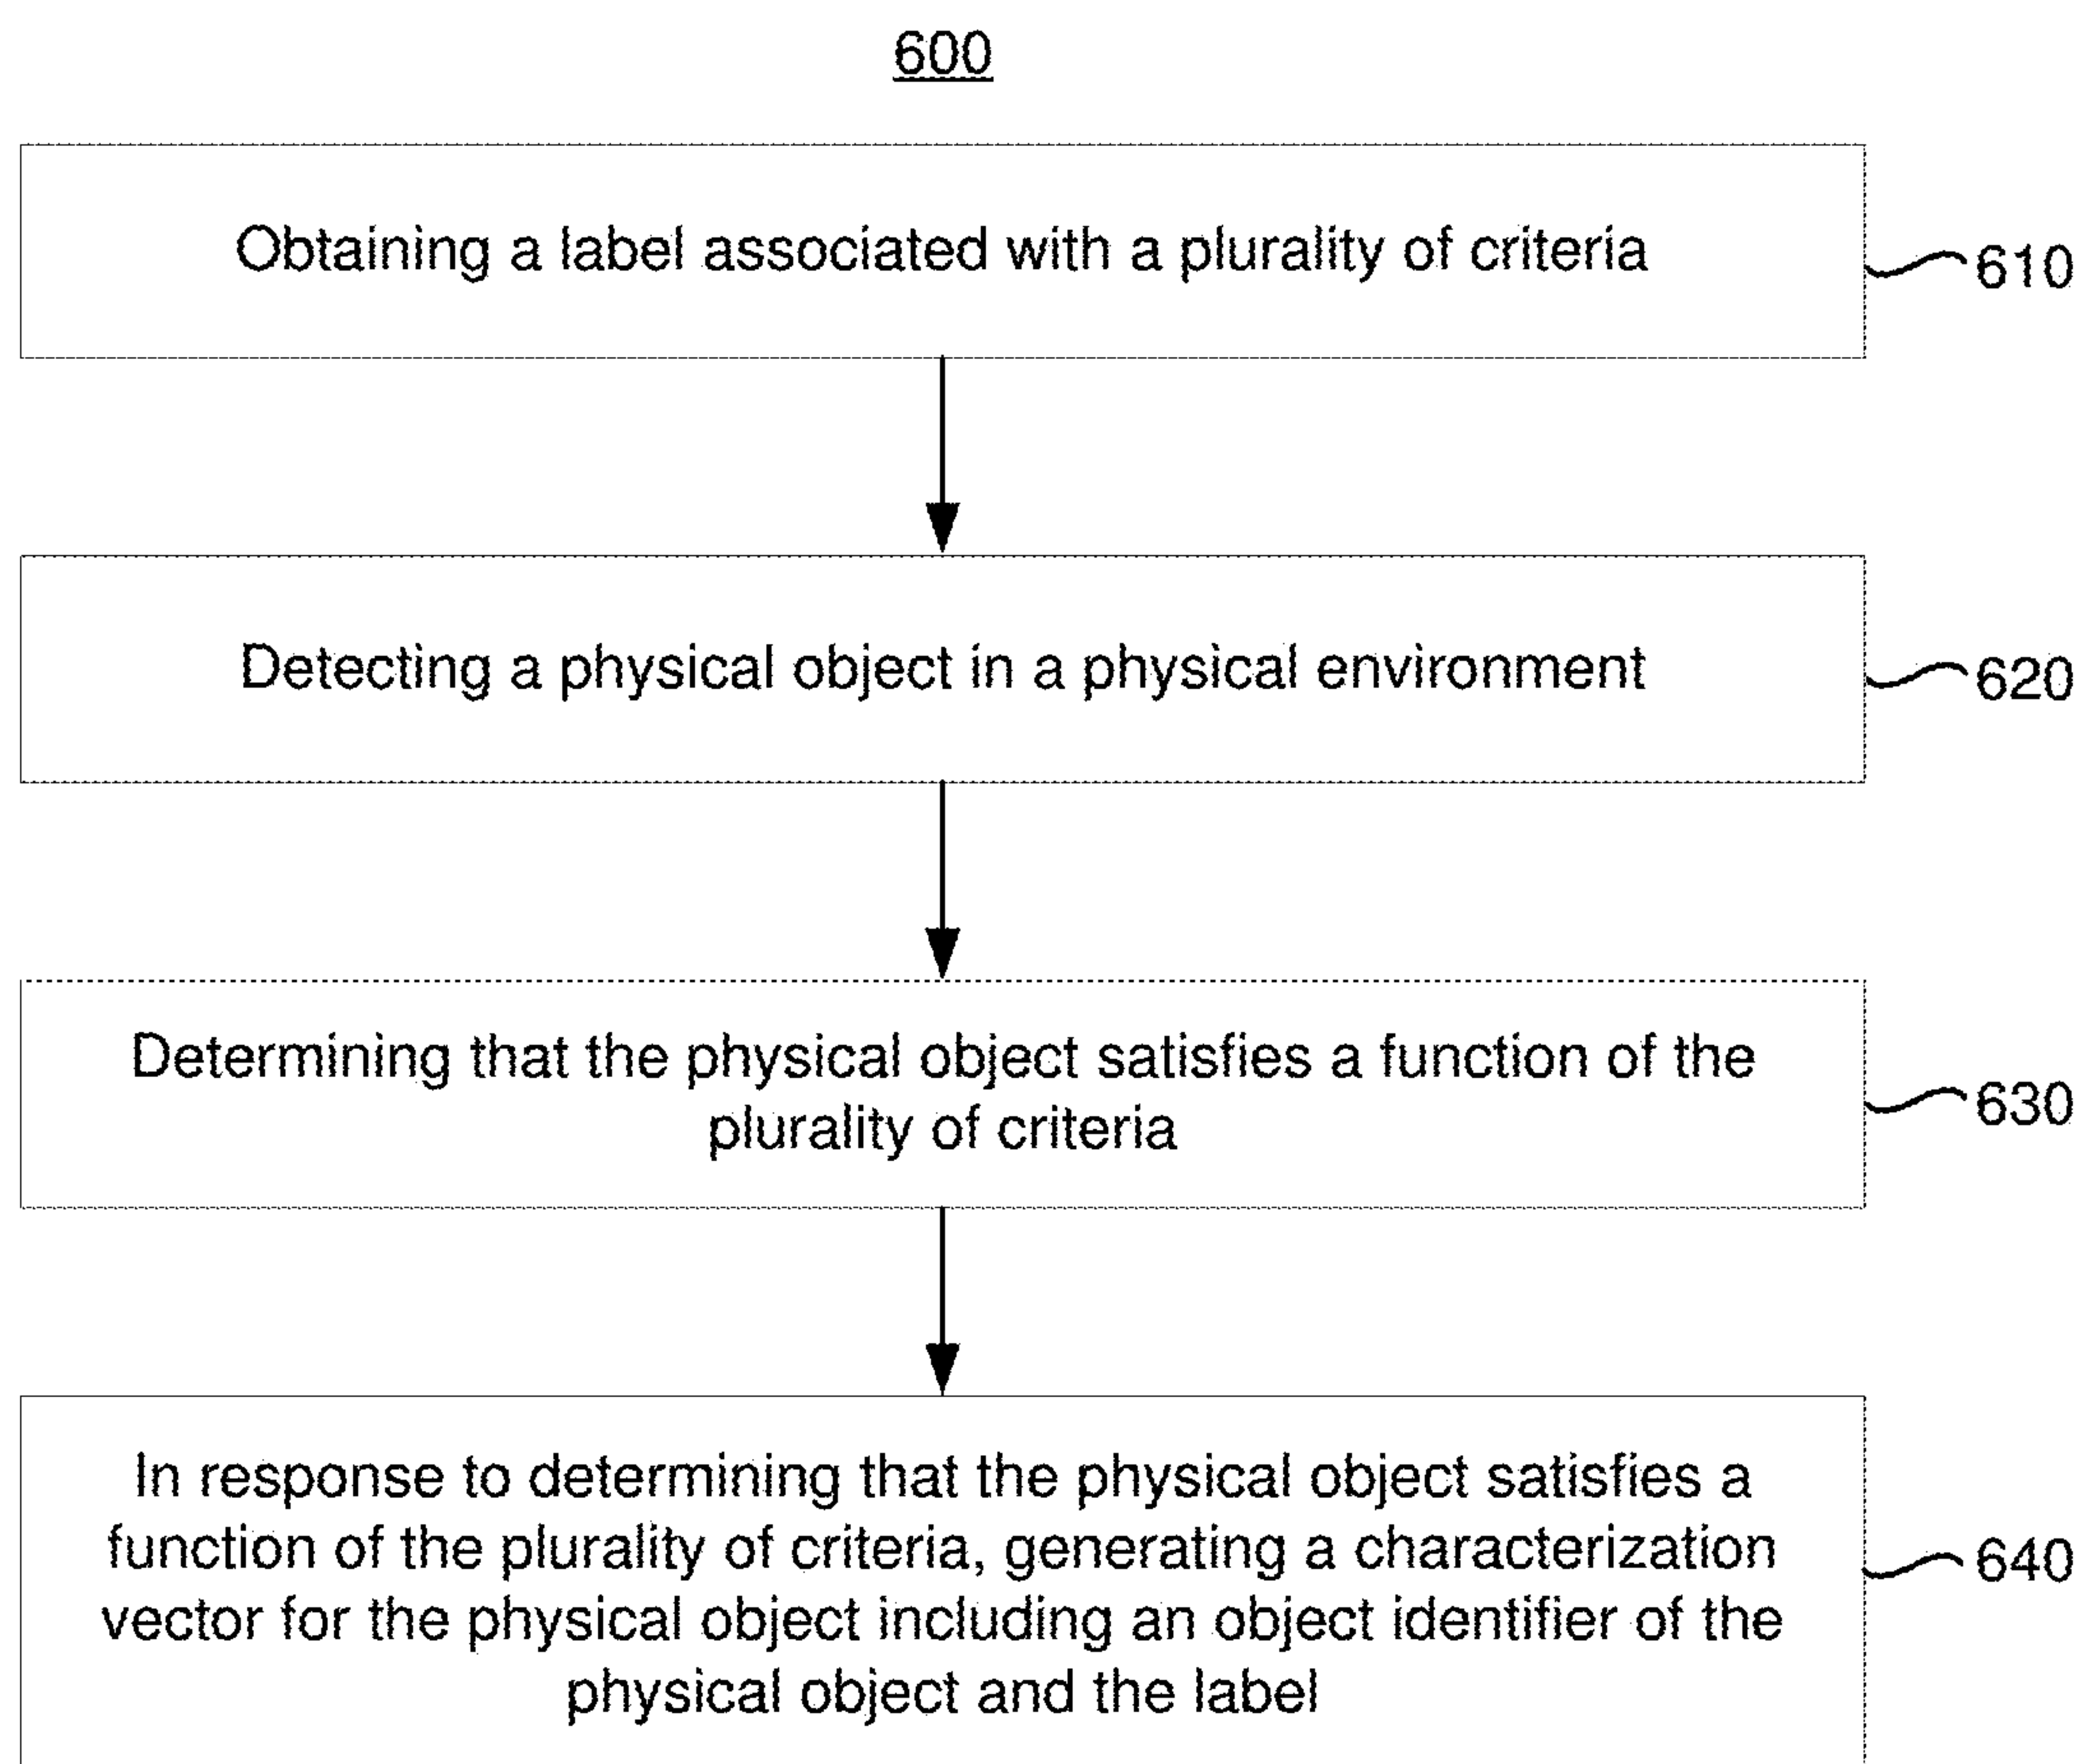 600
Obtaining a label associated with a plurality of criteria
610
Detecting a physical object in a physical environment
620
Determining that the physical object satisfies a function of the
plurality of criteria
630
In response to determining that the physical object satisfies a
function of the plurality of criteria, generating a characterization
vector for the physical object including an object identifier of the
physical object and the label
640